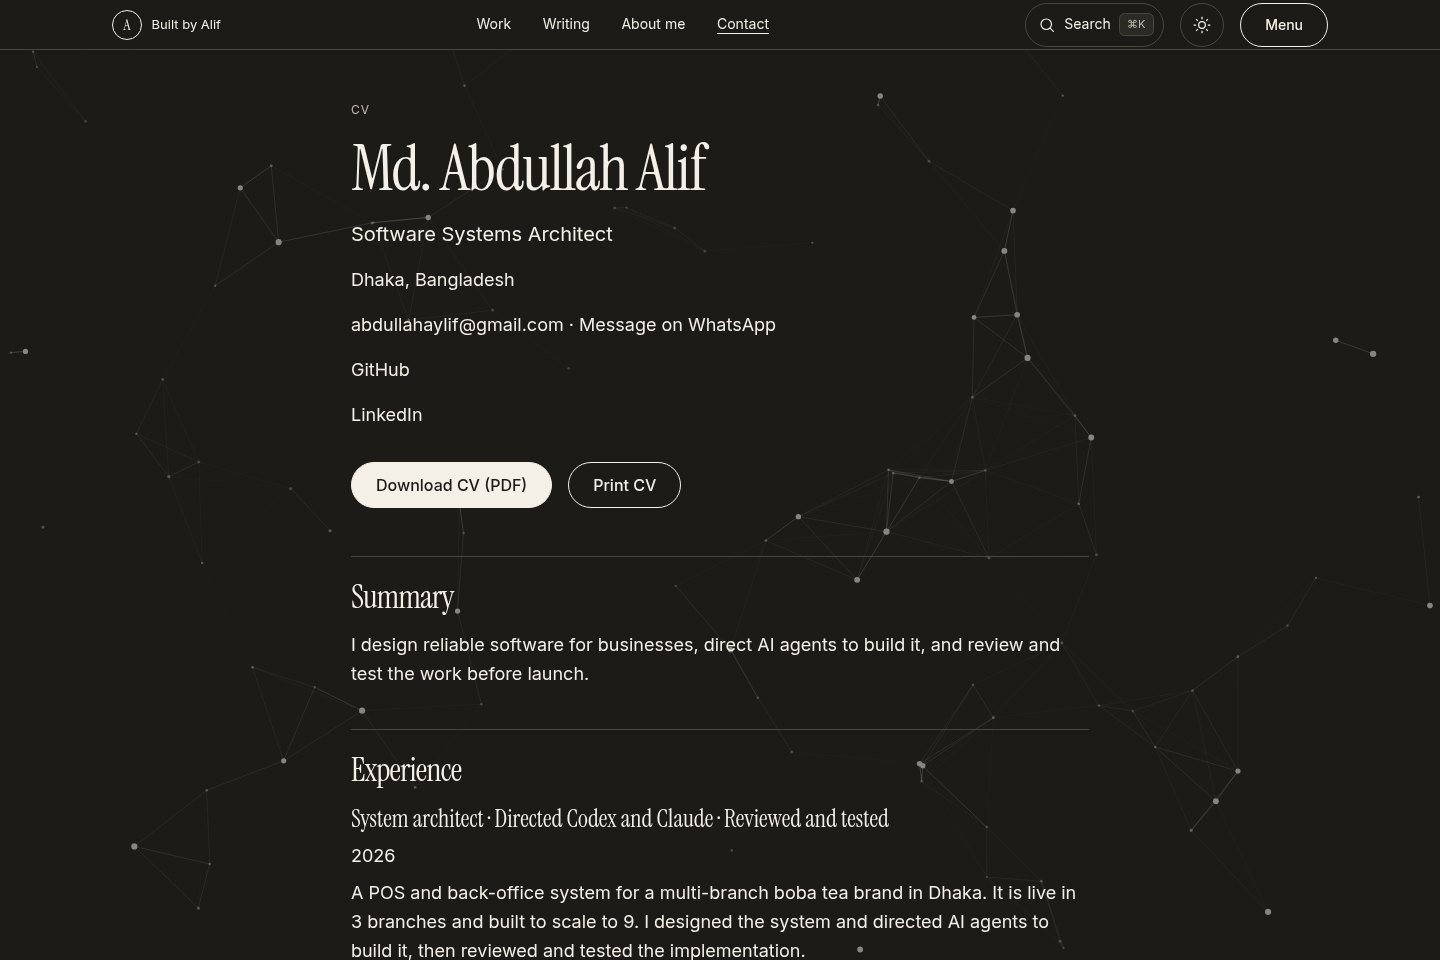 A Built by Alif
Work Writing About me Contact
Search ⌘K Menu
CV
Md. Abdullah Alif
Software Systems Architect
Dhaka, Bangladesh
abdullahaylif@gmail.com · Message on WhatsApp
GitHub
LinkedIn
Download CV (PDF) Print CV
Summary
I design reliable software for businesses, direct AI agents to build it, and review and
test the work before launch.
Experience
System architect · Directed Codex and Claude · Reviewed and tested
2026
A POS and back-office system for a multi-branch boba tea brand in Dhaka. It is live in
3 branches and built to scale to 9. I designed the system and directed AI agents to
build it, then reviewed and tested the implementation.